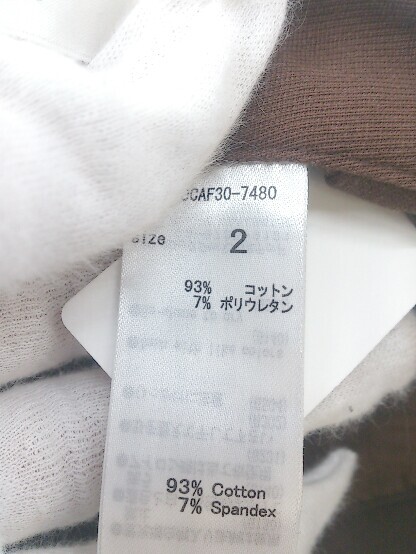 CAF30-7480
size 2
93% コットン
7% ポリウレタン
93% Cotton
7% Spandex